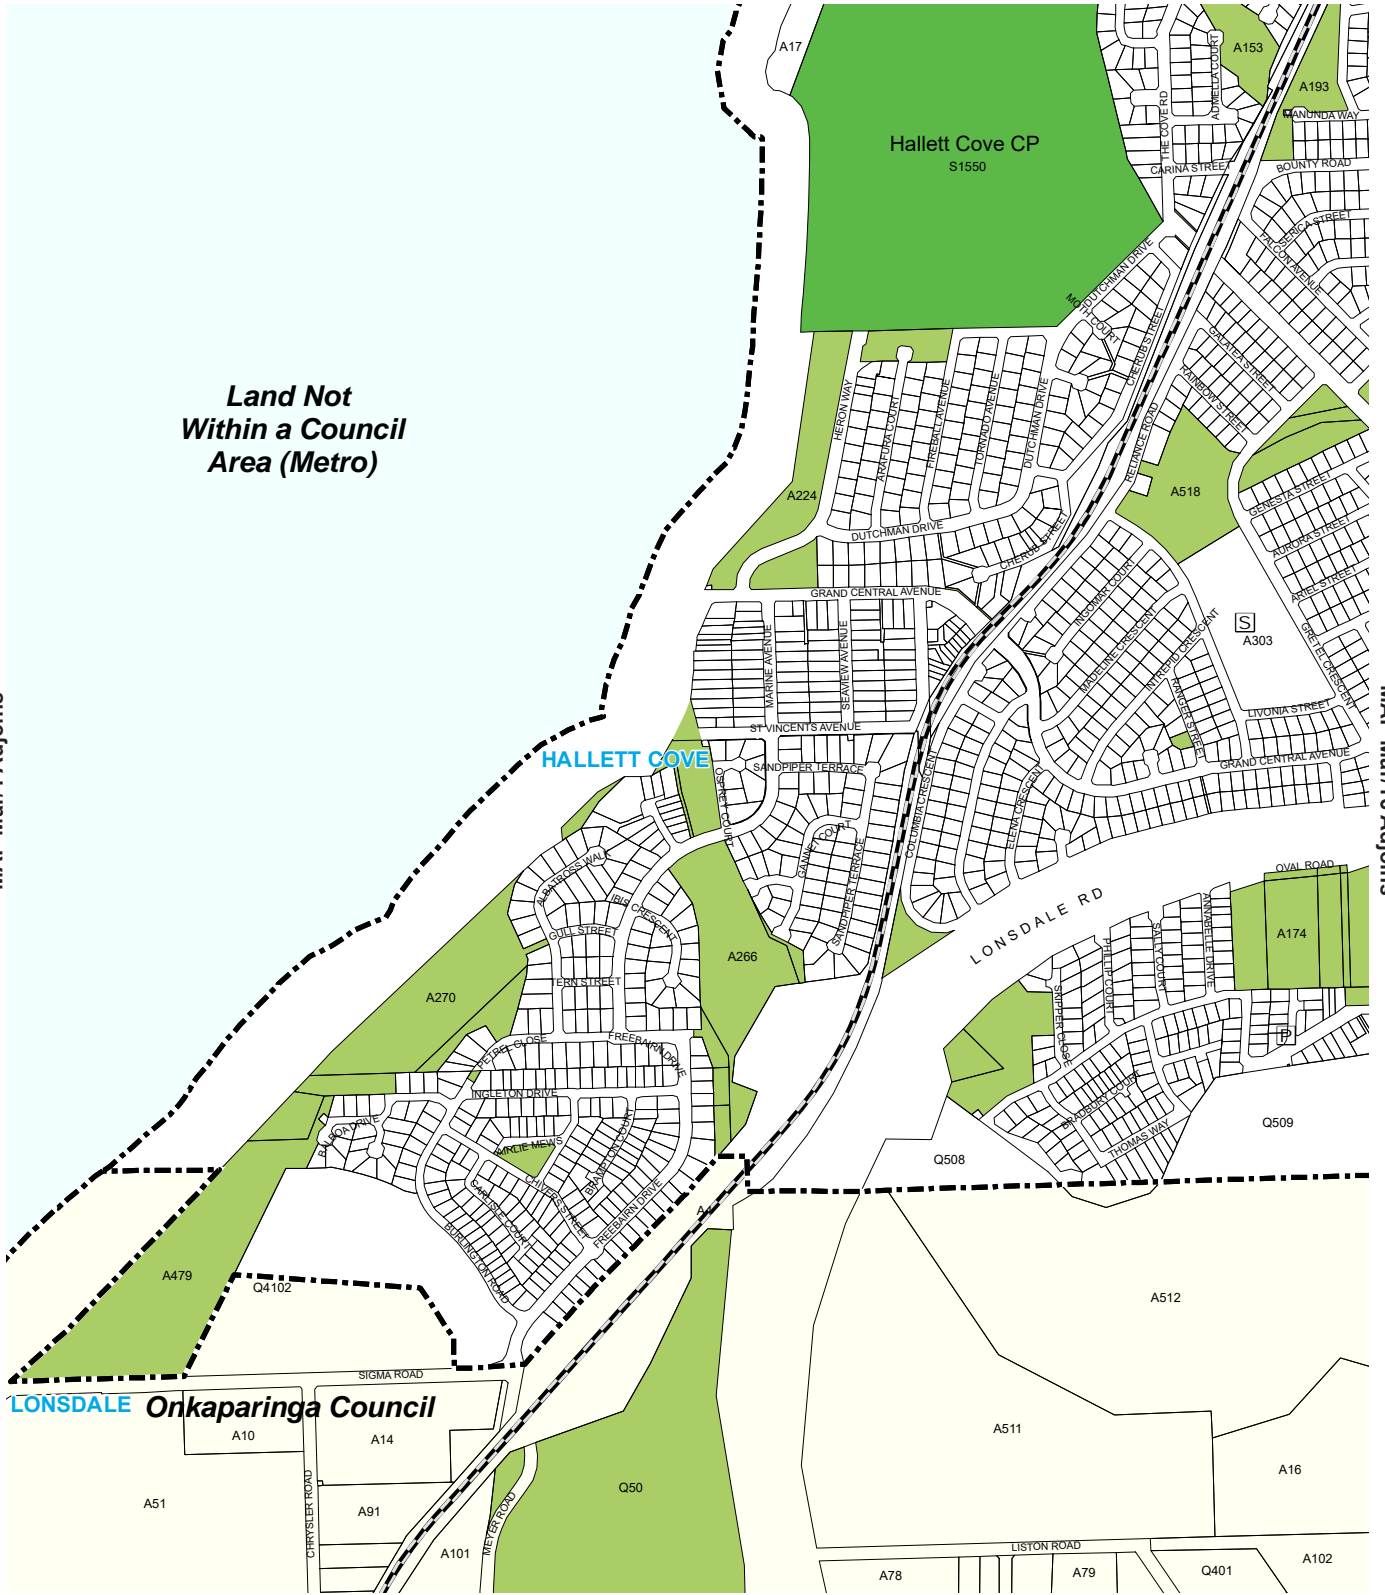 A17
A153
A193
ADMELLA COURT
THE COVE RD
MANUNDA WAY
Hallett Cove CP
S1550
CARINA STREET
BOUNTY ROAD
SERICA STREET
FALCON AVENUE
DUTCHMAN DRIVE
MOTH COURT
CHERUB STREET
GALATEA STREET
RAINBOW STREE
Land Not
Within a Council
Area (Metro)
HERON WAY
ARAFURA COURT
FIREBALL AVENUE
TORNADO AVENUE
DUTCHMAN DRIVE
RELIANCE ROAD
A224
A518
GENESTA STREET
DUTCHMAN DRIVE
CHERUB STREET
AURORA STREET
ARIEL STREET
GRAND CENTRAL AVENUE
INGOMAR COURT
MADELINE CRESCENT
INTREPID CRESCENT
S
A303
GRETEL CRESCENT
MARINE AVENUE
SEAVIEW AVENUE
RANGER STREET
LIVONIA STREET
ST VINCENTS AVENUE
HALLETT COVE
SANDPIPER TERRACE
OSPREY COURT
GRAND CENTRAL AVENUE
COLUMBIA CRESCENT
ELENA CRESCENT
GANNET COURT
SANDPIPER TERRACE
ALBATROSS WALK
IBIS CRESCENT
GULL STREET
OVAL ROAD
LONSDALE RD
ANNABELLE DRIVE
SALLY COURT
PHILLIP COURT
SKIPPER CLOSE
A174
A266
A270
TERN STREET
PETREL CLOSE
FREEBAIRN DRIVE
P
INGLETON DRIVE
BRADBURY COURT
THOMAS WAY
Q509
Q508
BALBOA DRIVE
AIRLIE MEWS
BRAMPTON COURT
CHIVERS STREET
CARLISLE COURT
FREEBAIRN DRIVE
BURLINGTON ROAD
A4
A479
Q4102
A512
SIGMA ROAD
LONSDALE
Onkaparinga Council
A10
A14
A511
A16
A51
A91
Q50
CHRYSLER ROAD
MEYER ROAD
A101
LISTON ROAD
A78
A79
Q401
A102